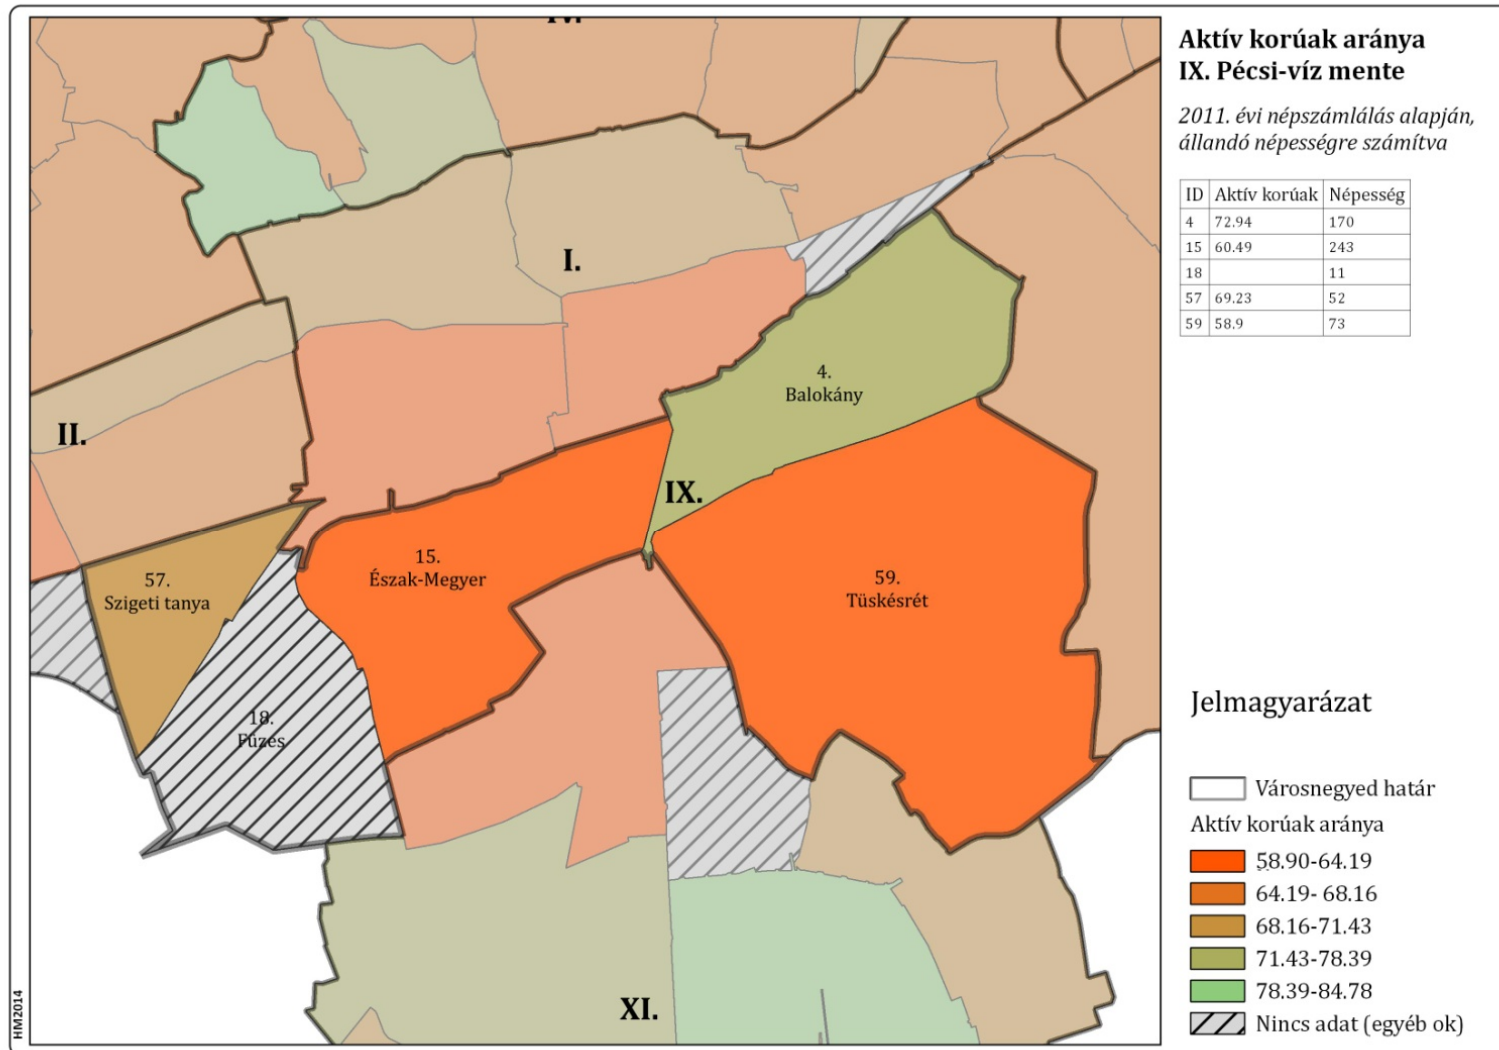 Aktív korúak aránya
IX. Pécsi-víz mente
2011. évi népszámlálás alapján,
állandó népességre számítva
ID Aktív korúak Népesség
4 72.94 170
15 60.49 243
18 11
57 69.23 52
59 58.9 73
I.
II.
4.
Balokány
IX.
15.
Észak-Megyer
57.
Szigeti tanya
59.
Tüskésrét
18.
Füzes
XI.
Jelmagyarázat
Városnegyed határ
Aktív korúak aránya
58.90-64.19
64.19- 68.16
68.16-71.43
71.43-78.39
78.39-84.78
Nincs adat (egyéb ok)
HM2014